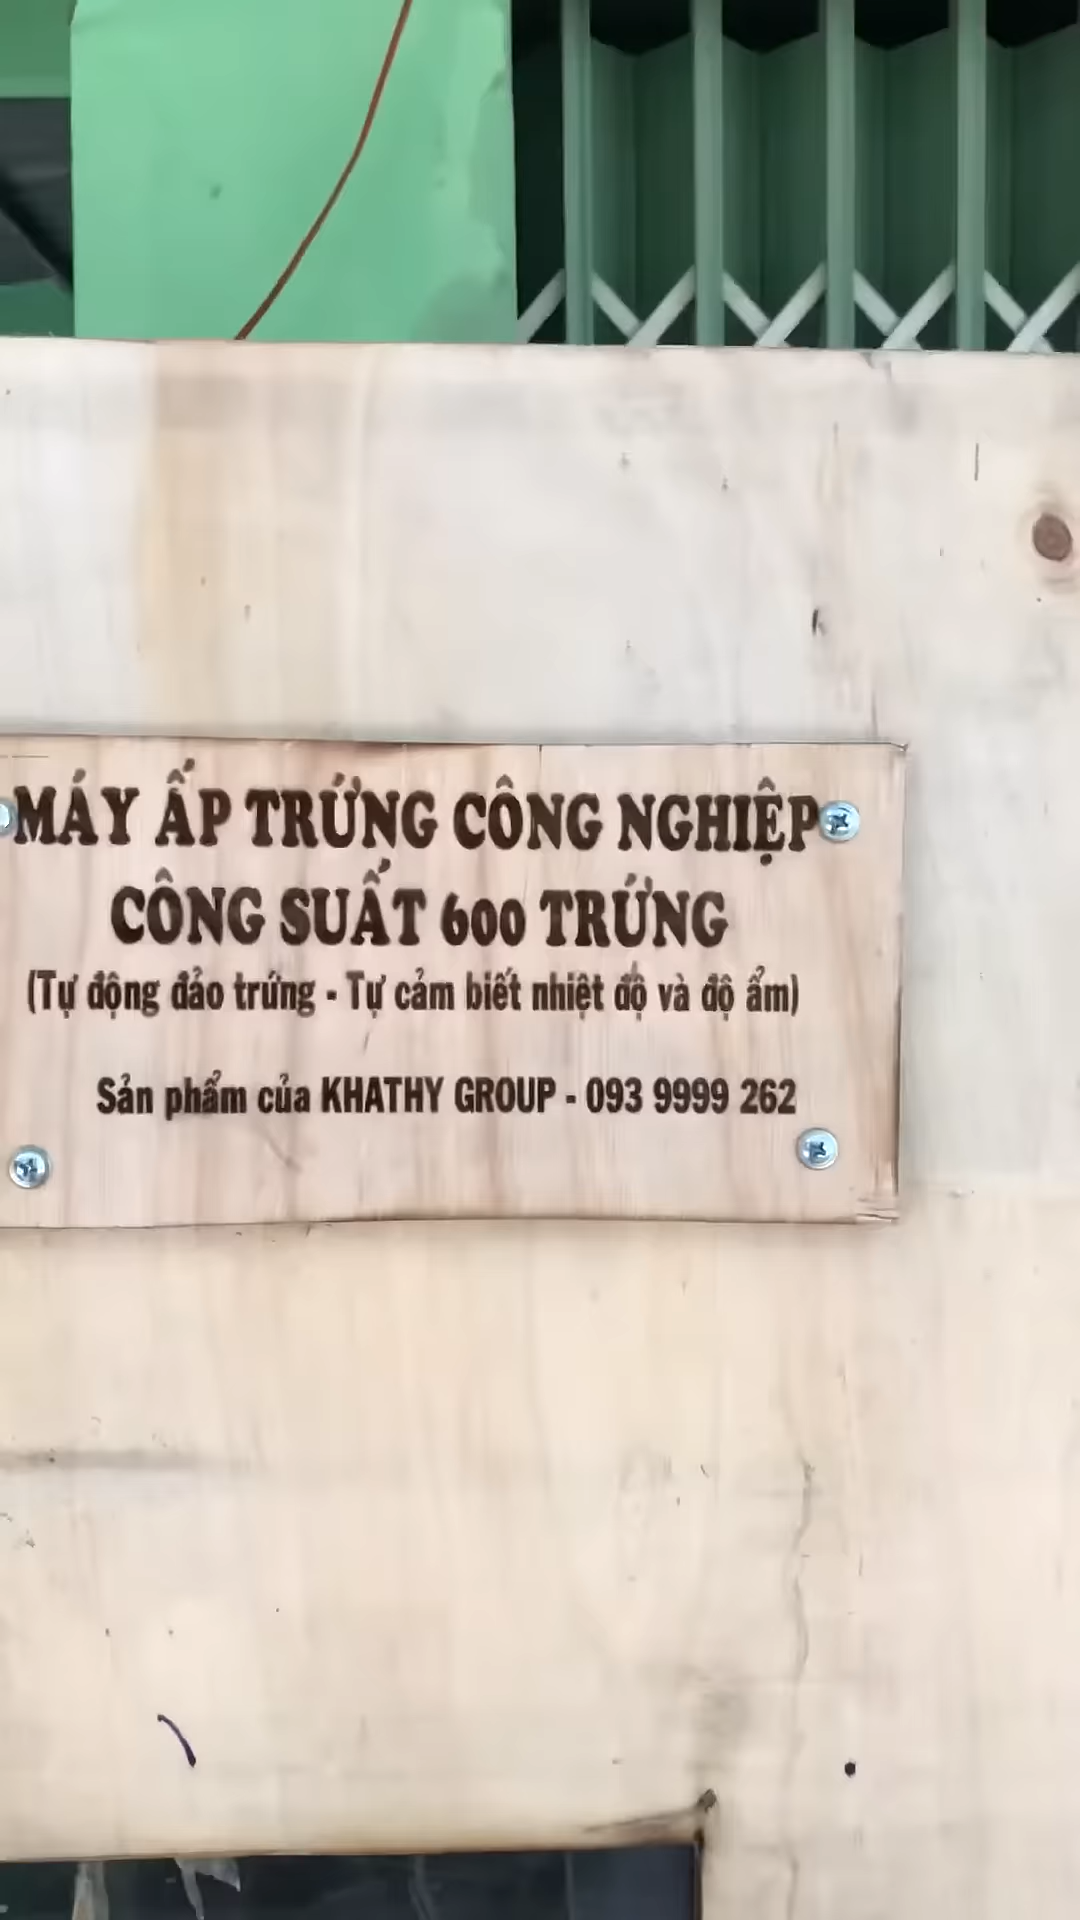 MÁY ẤP TRỨNG CÔNG NGHIỆP
CÔNG SUẤT 600 TRỨNG
(Tự động đảo trứng - Tự cảm biết nhiệt độ và độ ẩm)
Sản phẩm của KHATHY GROUP - 093 9999 262